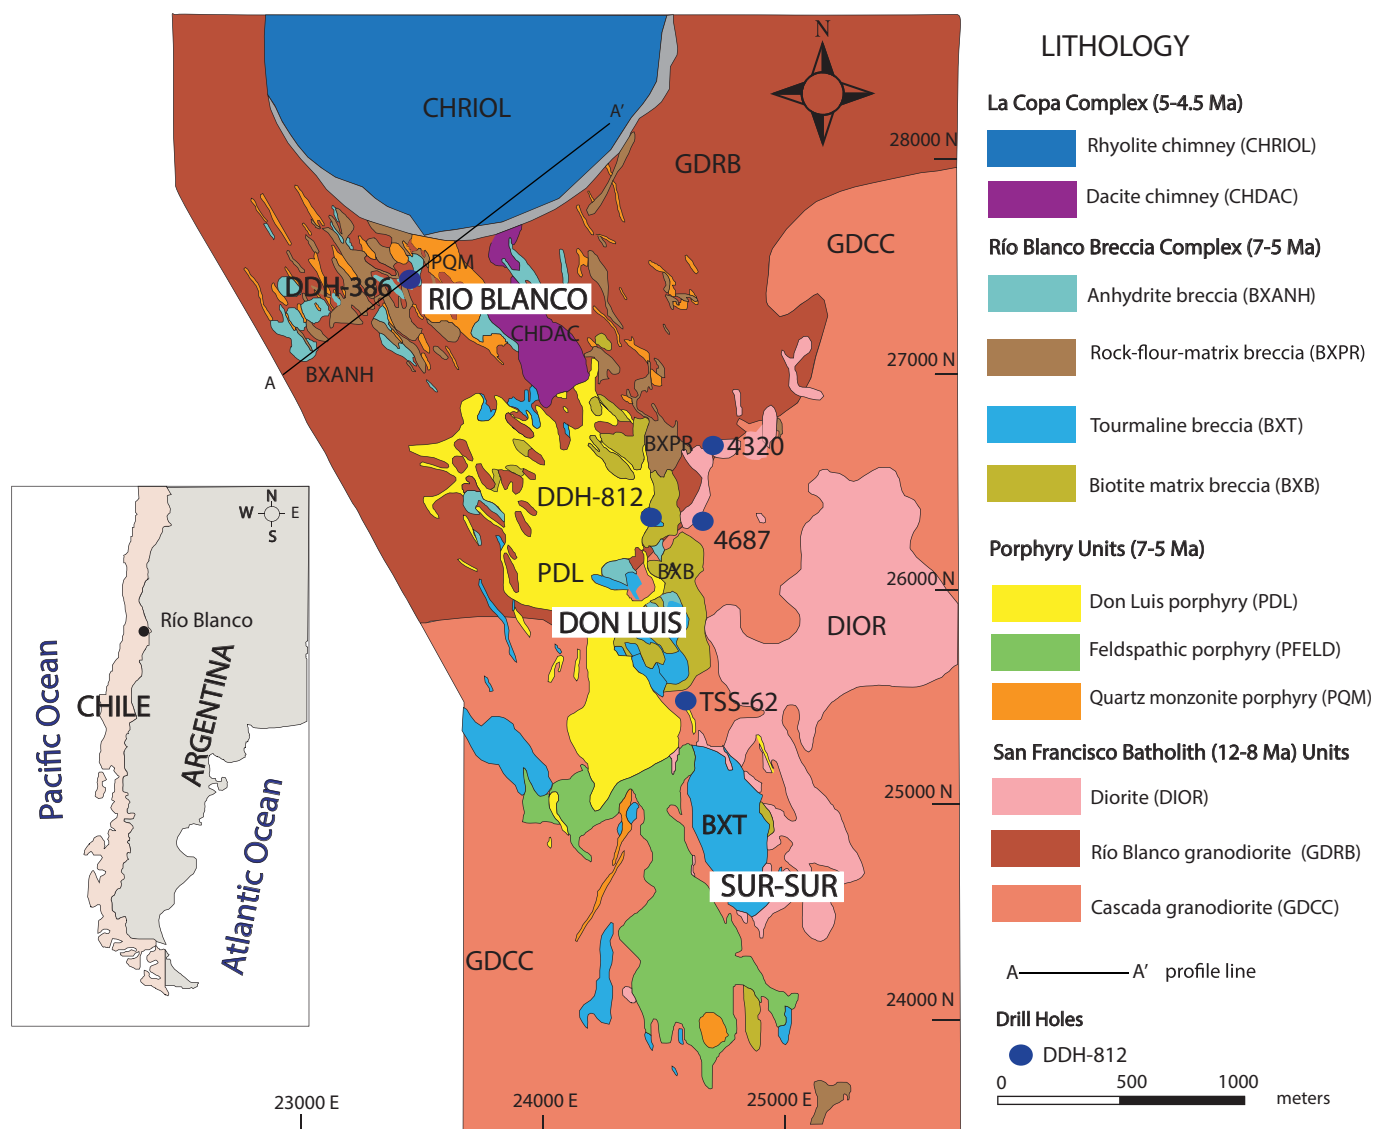 N
CHRIOL
A'
28000 N
GDRB
GDCC
PQM
DDH-386
RIO BLANCO
CHDAC
27000 N
BXANH
A
BXPR
4320
DDH-812
4687
PDL
BXB
26000 N
DON LUIS
DIOR
TSS-62
25000 N
BXT
SUR-SUR
GDCC
24000 N
23000 E
24000 E
25000 E
N
W
E
S
Río Blanco
Pacific Ocean
CHILE
ARGENTINA
Atlantic Ocean
LITHOLOGY
La Copa Complex (5-4.5 Ma)
Rhyolite chimney (CHRIOL)
Dacite chimney (CHDAC)
Río Blanco Breccia Complex (7-5 Ma)
Anhydrite breccia (BXANH)
Rock-flour-matrix breccia (BXPR)
Tourmaline breccia (BXT)
Biotite matrix breccia (BXB)
Porphyry Units (7-5 Ma)
Don Luis porphyry (PDL)
Feldspathic porphyry (PFELD)
Quartz monzonite porphyry (PQM)
San Francisco Batholith (12-8 Ma) Units
Diorite (DIOR)
Río Blanco granodiorite (GDRB)
Cascada granodiorite (GDCC)
A A' profile line
Drill Holes
DDH-812
0 500 1000
meters